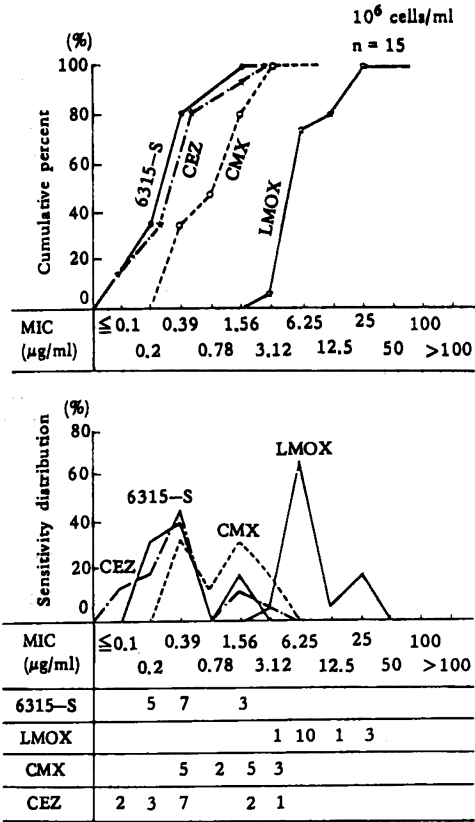 10⁶ cells/ml
n = 15
(%)
100
80
60
40
20
0
Cumulative percent
6315–S
CEZ
CMX
LMOX
MIC ≦0.1 0.39 1.56 6.25 25 100
(μg/ml) 0.2 0.78 3.12 12.5 50 >100
(%)
80
60
40
20
0
Sensitivity distribution
LMOX
6315–S
CMX
CEZ
MIC ≦0.1 0.39 1.56 6.25 25 100
(μg/ml) 0.2 0.78 3.12 12.5 50 >100
6315–S 5 7 3
LMOX 1 10 1 3
CMX 5 2 5 3
CEZ 2 3 7 2 1